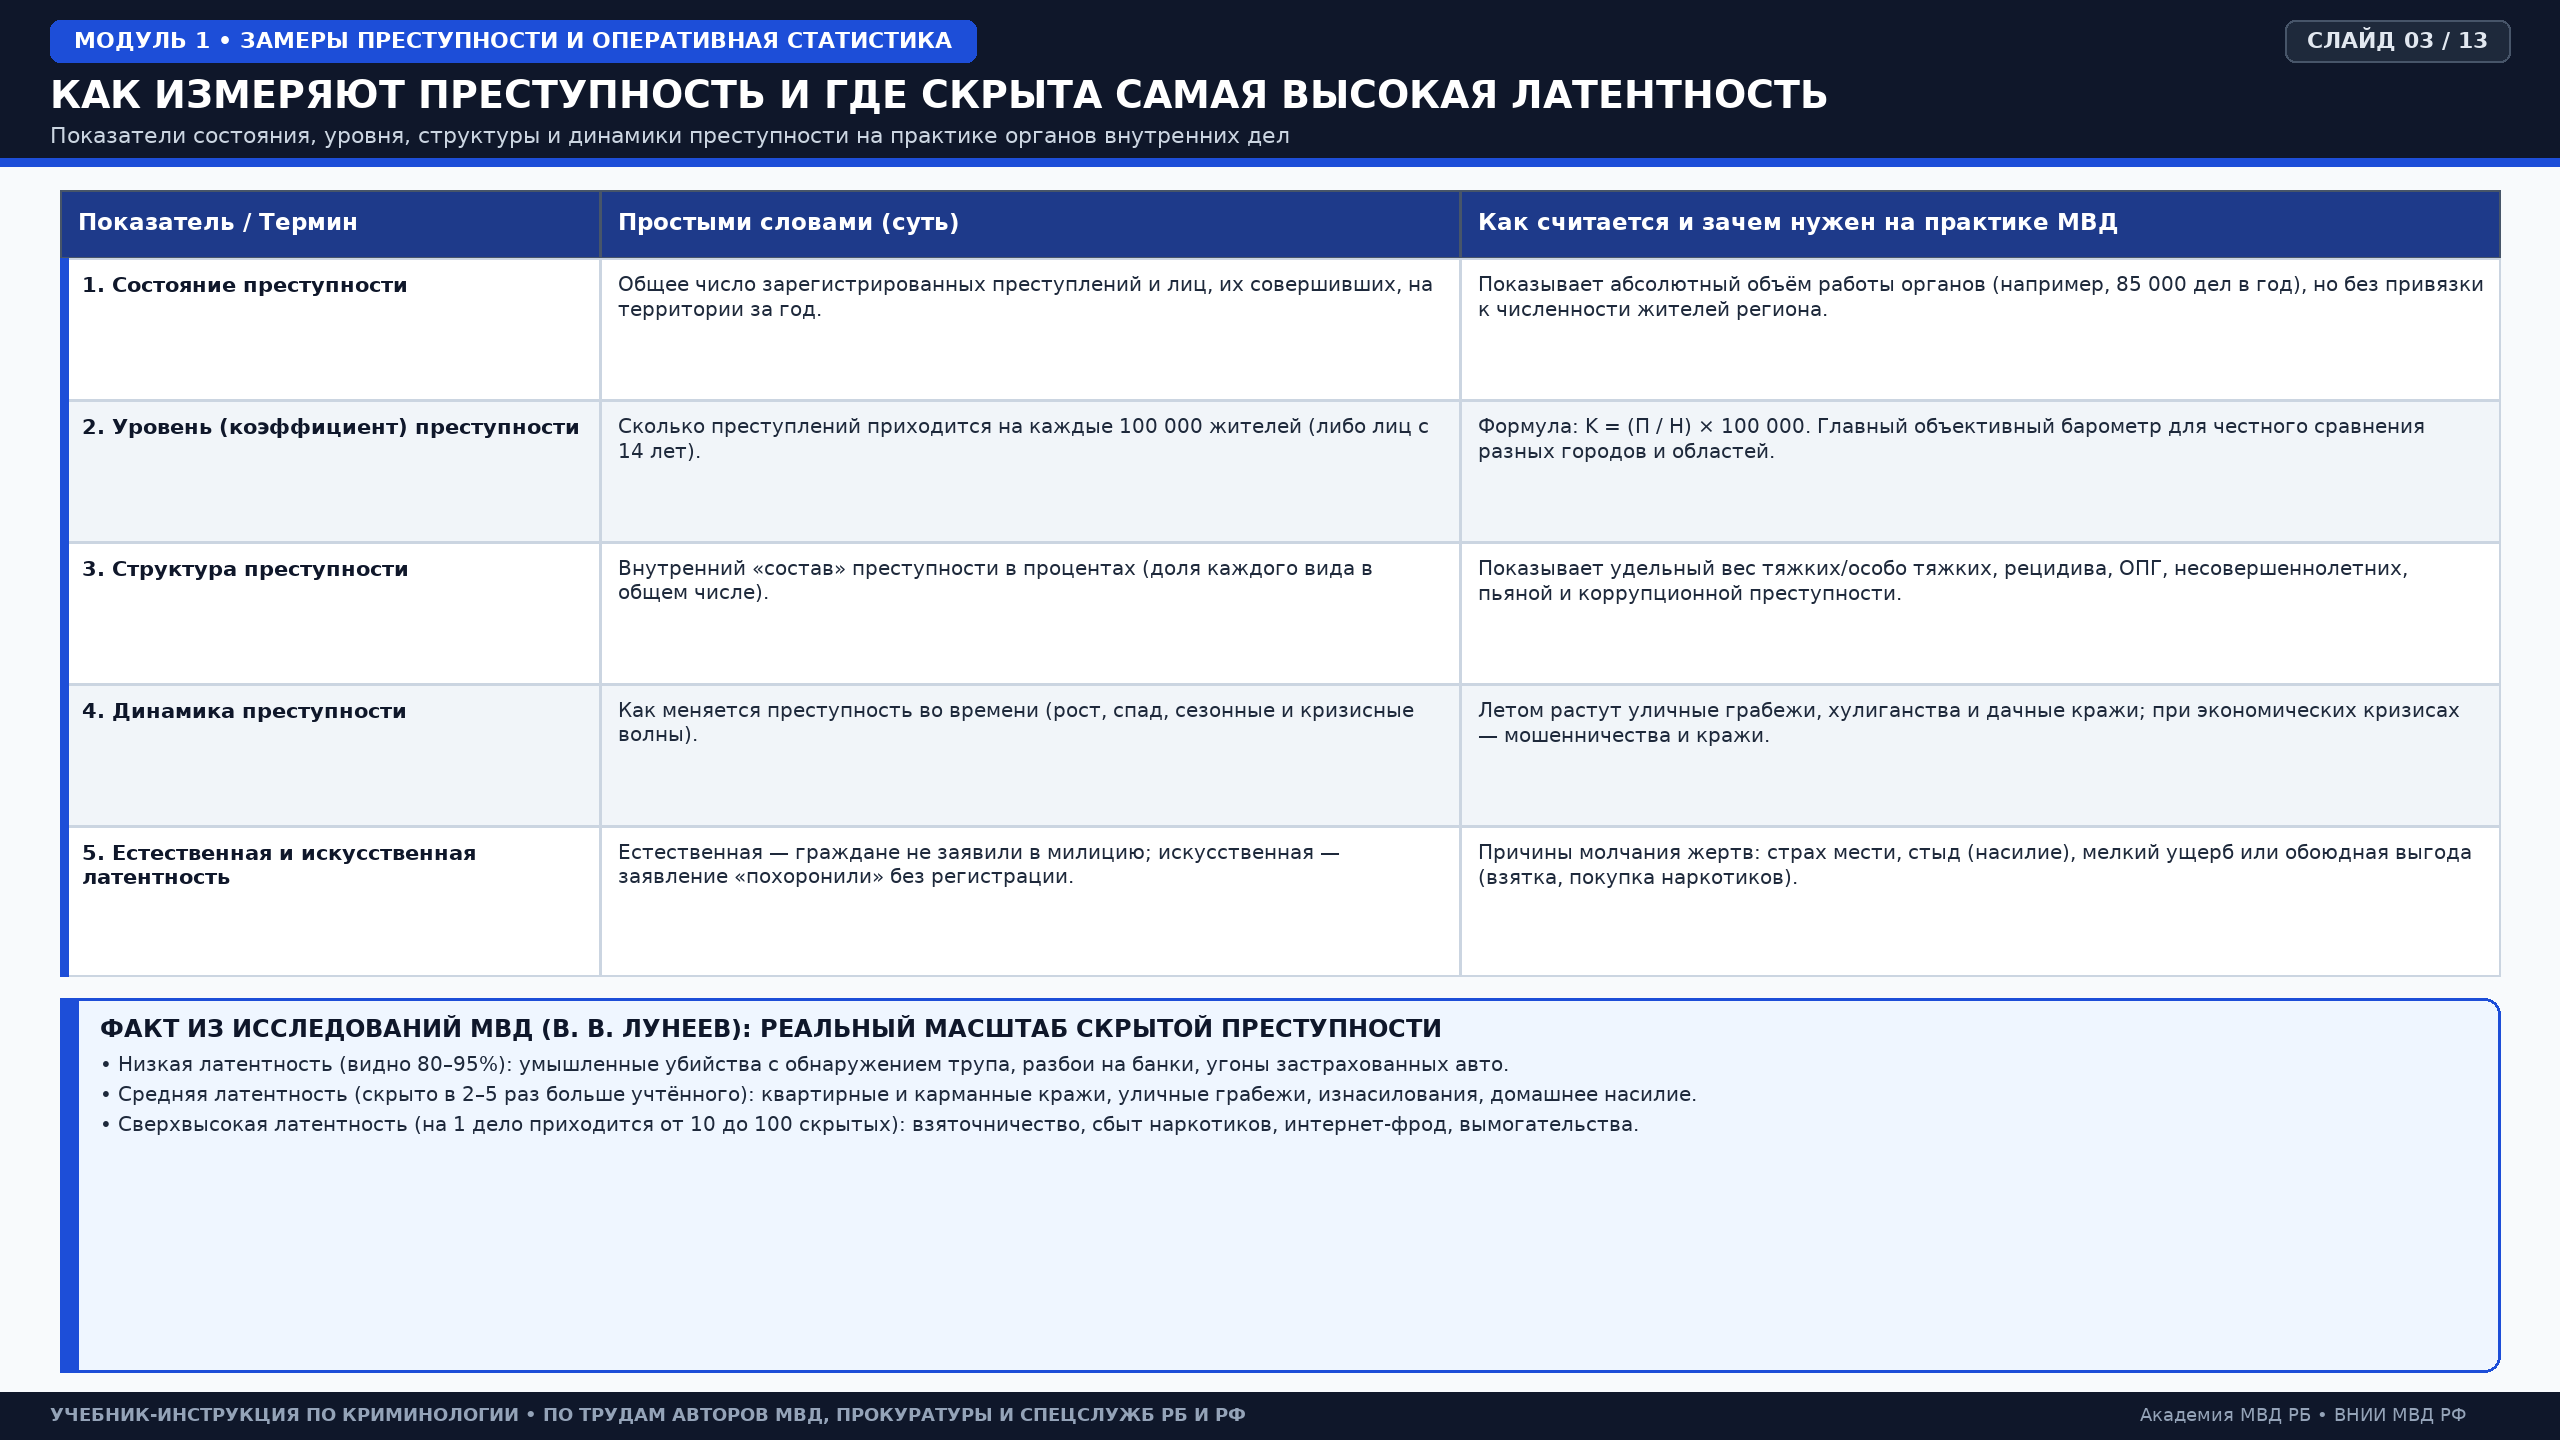 МОДУЛЬ 1 • ЗАМЕРЫ ПРЕСТУПНОСТИ И ОПЕРАТИВНАЯ СТАТИСТИКА
СЛАЙД 03 / 13
КАК ИЗМЕРЯЮТ ПРЕСТУПНОСТЬ И ГДЕ СКРЫТА САМАЯ ВЫСОКАЯ ЛАТЕНТНОСТЬ
Показатели состояния, уровня, структуры и динамики преступности на практике органов внутренних дел
Показатель / Термин
Простыми словами (суть)
Как считается и зачем нужен на практике МВД
1. Состояние преступности
Общее число зарегистрированных преступлений и лиц, их совершивших, на
территории за год.
Показывает абсолютный объём работы органов (например, 85 000 дел в год), но без привязки
к численности жителей региона.
2. Уровень (коэффициент) преступности
Сколько преступлений приходится на каждые 100 000 жителей (либо лиц с
14 лет).
Формула: K = (П / Н) × 100 000. Главный объективный барометр для честного сравнения
разных городов и областей.
3. Структура преступности
Внутренний «состав» преступности в процентах (доля каждого вида в
общем числе).
Показывает удельный вес тяжких/особо тяжких, рецидива, ОПГ, несовершеннолетних,
пьяной и коррупционной преступности.
4. Динамика преступности
Как меняется преступность во времени (рост, спад, сезонные и кризисные
волны).
Летом растут уличные грабежи, хулиганства и дачные кражи; при экономических кризисах
— мошенничества и кражи.
5. Естественная и искусственная
латентность
Естественная — граждане не заявили в милицию; искусственная —
заявление «похоронили» без регистрации.
Причины молчания жертв: страх мести, стыд (насилие), мелкий ущерб или обоюдная выгода
(взятка, покупка наркотиков).
ФАКТ ИЗ ИССЛЕДОВАНИЙ МВД (В. В. ЛУНЕЕВ): РЕАЛЬНЫЙ МАСШТАБ СКРЫТОЙ ПРЕСТУПНОСТИ
• Низкая латентность (видно 80–95%): умышленные убийства с обнаружением трупа, разбои на банки, угоны застрахованных авто.
• Средняя латентность (скрыто в 2–5 раз больше учтённого): квартирные и карманные кражи, уличные грабежи, изнасилования, домашнее насилие.
• Сверхвысокая латентность (на 1 дело приходится от 10 до 100 скрытых): взяточничество, сбыт наркотиков, интернет-фрод, вымогательства.
УЧЕБНИК-ИНСТРУКЦИЯ ПО КРИМИНОЛОГИИ • ПО ТРУДАМ АВТОРОВ МВД, ПРОКУРАТУРЫ И СПЕЦСЛУЖБ РБ И РФ
Академия МВД РБ • ВНИИ МВД РФ